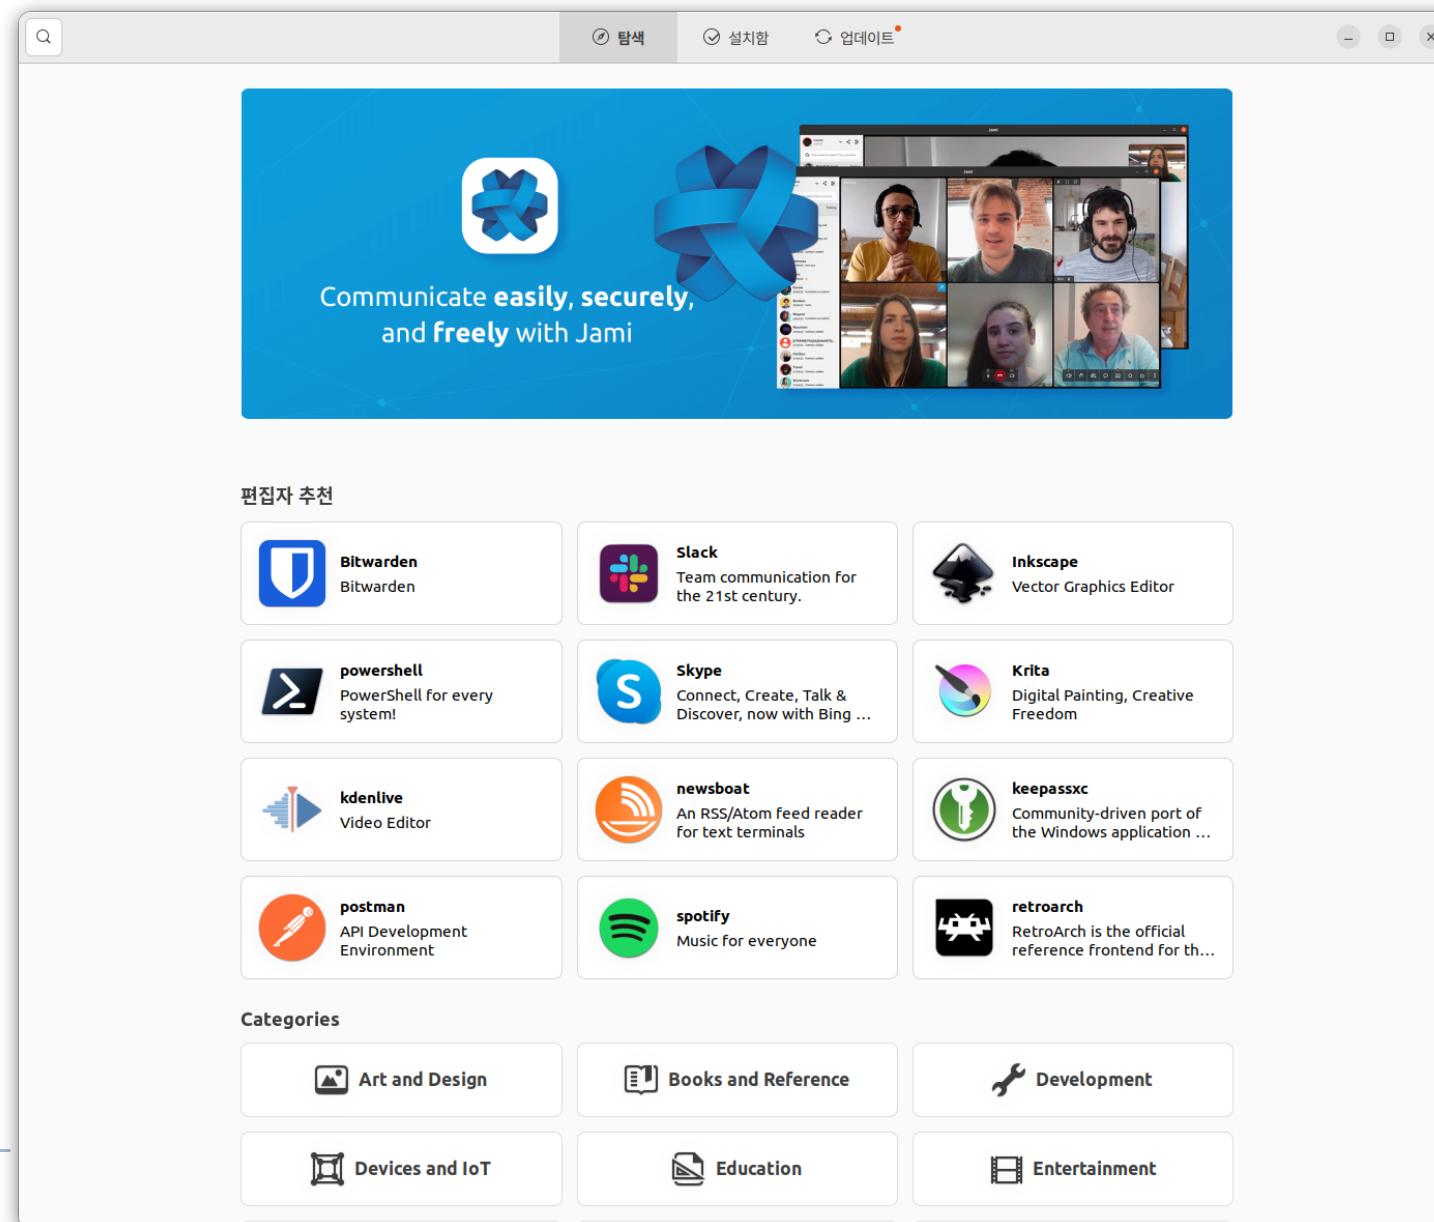 탐색
설치함
업데이트
Communicate easily, securely,
and freely with Jami
Jami
Jami
편집자 추천
Bitwarden
Bitwarden
Slack
Team communication for
the 21st century.
Inkscape
Vector Graphics Editor
powershell
PowerShell for every
system!
Skype
Connect, Create, Talk &
Discover, now with Bing ...
Krita
Digital Painting, Creative
Freedom
kdenlive
Video Editor
newsboat
An RSS/Atom feed reader
for text terminals
keepassxc
Community-driven port of
the Windows application ...
postman
API Development
Environment
spotify
Music for everyone
retroarch
RetroArch is the official
reference frontend for th...
Categories
Art and Design
Books and Reference
Development
Devices and IoT
Education
Entertainment